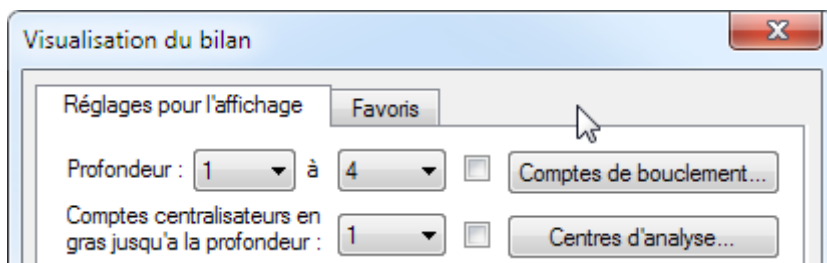 Visualisation du bilan
Réglages pour l'affichage Favoris
Profondeur : 1 à 4 Comptes de bouclement...
Comptes centralisateurs en
gras jusqu'a la profondeur : 1 Centres d'analyse...